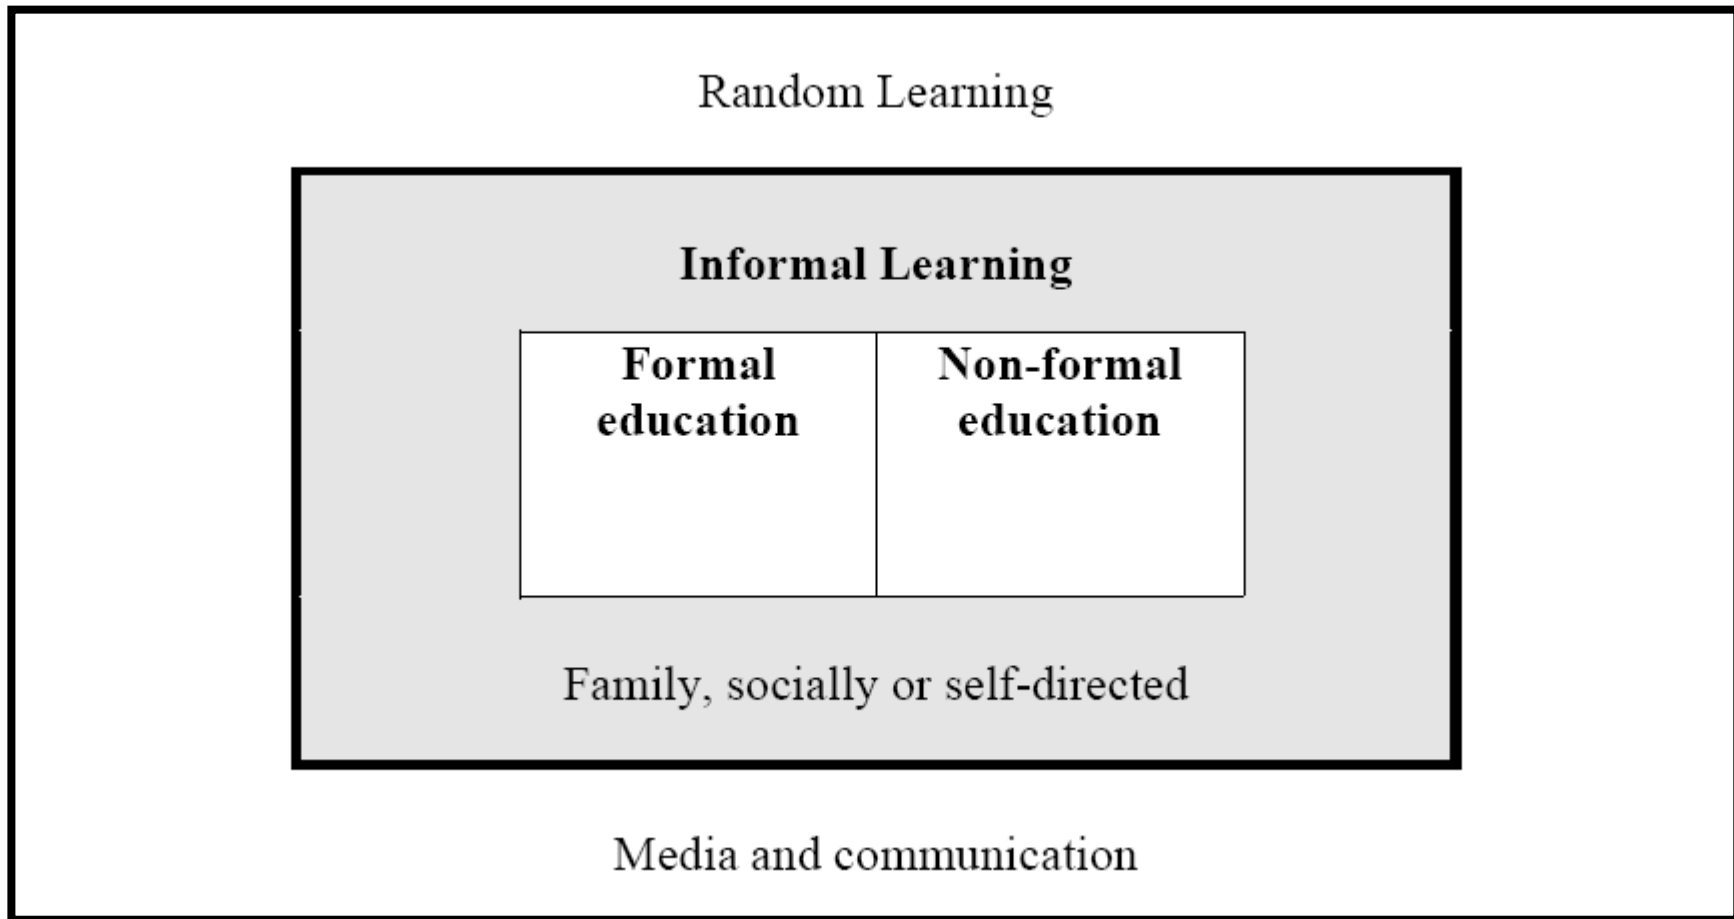 Random Learning
Informal Learning
Formal
education
Non-formal
education
Family, socially or self-directed
Media and communication